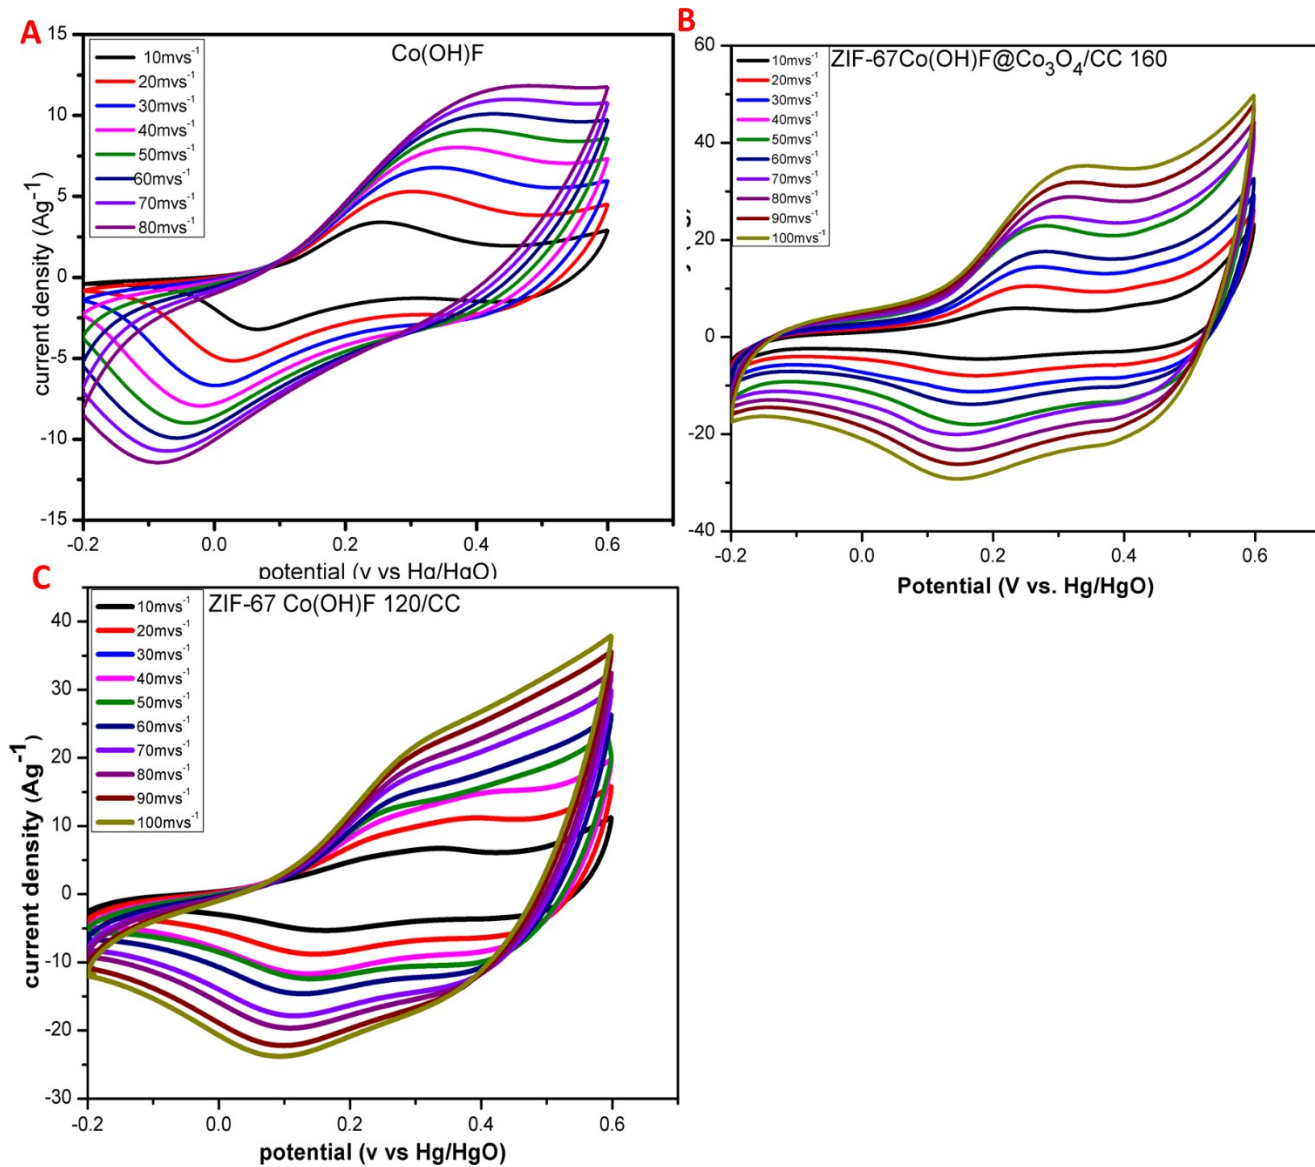 A
Co(OH)F
10mvs⁻¹
20mvs⁻¹
30mvs⁻¹
40mvs⁻¹
50mvs⁻¹
60mvs⁻¹
70mvs⁻¹
80mvs⁻¹
15
10
5
0
-5
-10
-15
current density (Ag⁻¹)
-0.2 0.0 0.2 0.4 0.6
potential (v vs Hg/HgO)
B
ZIF-67Co(OH)F@Co₃O₄/CC 160
10mvs⁻¹
20mvs⁻¹
30mvs⁻¹
40mvs⁻¹
50mvs⁻¹
60mvs⁻¹
70mvs⁻¹
80mvs⁻¹
90mvs⁻¹
100mvs⁻¹
60
40
20
0
-20
-40
-0.2 0.0 0.2 0.4 0.6
Potential (V vs. Hg/HgO)
C
ZIF-67 Co(OH)F 120/CC
10mvs⁻¹
20mvs⁻¹
30mvs⁻¹
40mvs⁻¹
50mvs⁻¹
60mvs⁻¹
70mvs⁻¹
80mvs⁻¹
90mvs⁻¹
100mvs⁻¹
40
30
20
10
0
-10
-20
-30
current density (Ag⁻¹)
-0.2 0.0 0.2 0.4 0.6
potential (v vs Hg/HgO)